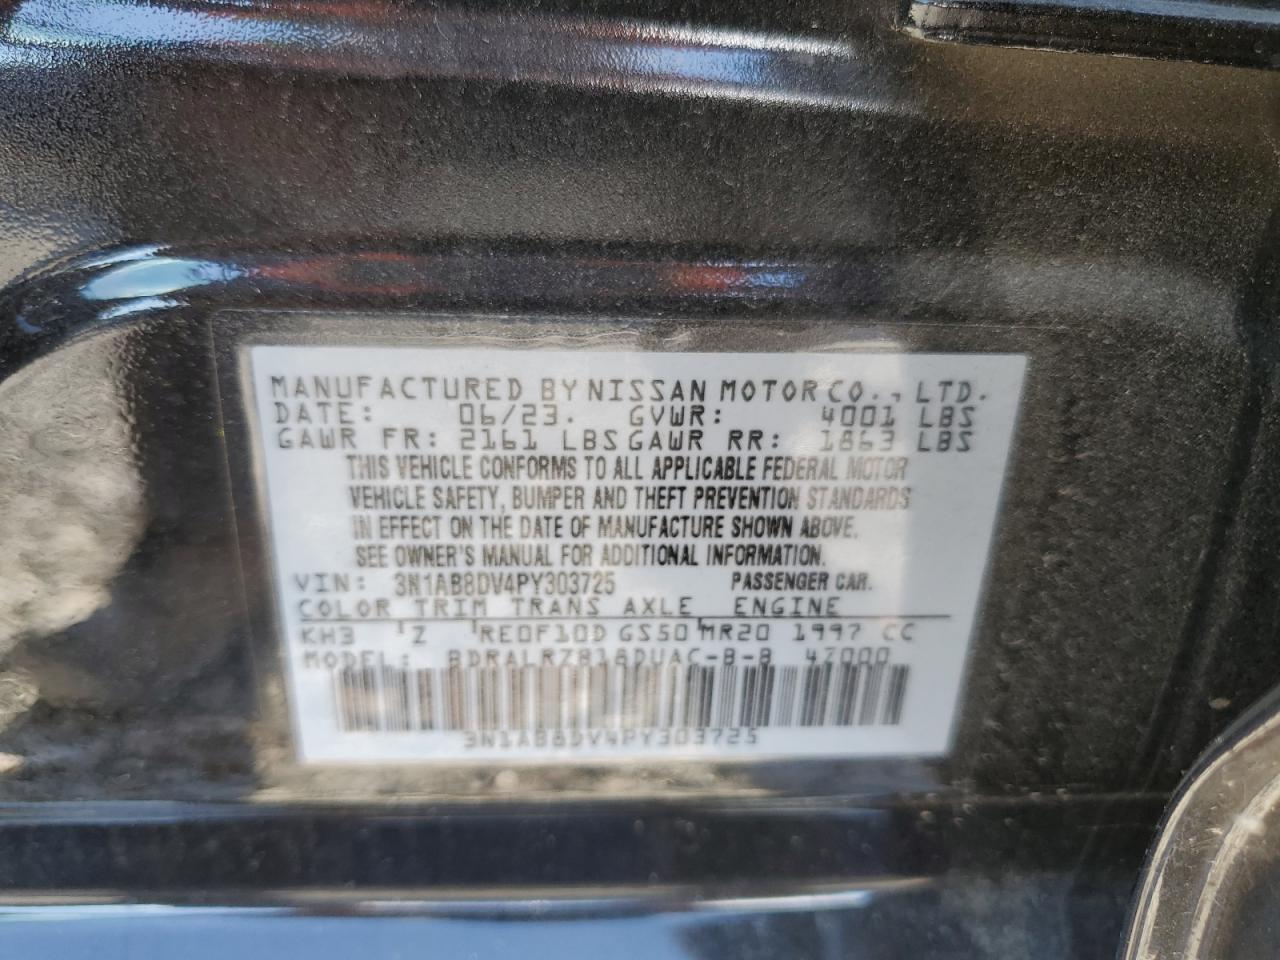 MANUFACTURED BY NISSAN MOTOR CO., LTD.
DATE: 06/23. GVWR: 4001 LBS
GAWR FR: 2161 LBS GAWR RR: 1863 LBS
THIS VEHICLE CONFORMS TO ALL APPLICABLE FEDERAL MOTOR
VEHICLE SAFETY, BUMPER AND THEFT PREVENTION STANDARDS
IN EFFECT ON THE DATE OF MANUFACTURE SHOWN ABOVE.
SEE OWNER'S MANUAL FOR ADDITIONAL INFORMATION.
VIN: 3N1AB8DV4PY303725 PASSENGER CAR.
COLOR TRIM TRANS AXLE ENGINE
KH3 Z RE0F10D GS50 MR20 1997 CC
MODEL: 47000
3N1AB8DV4PY303725